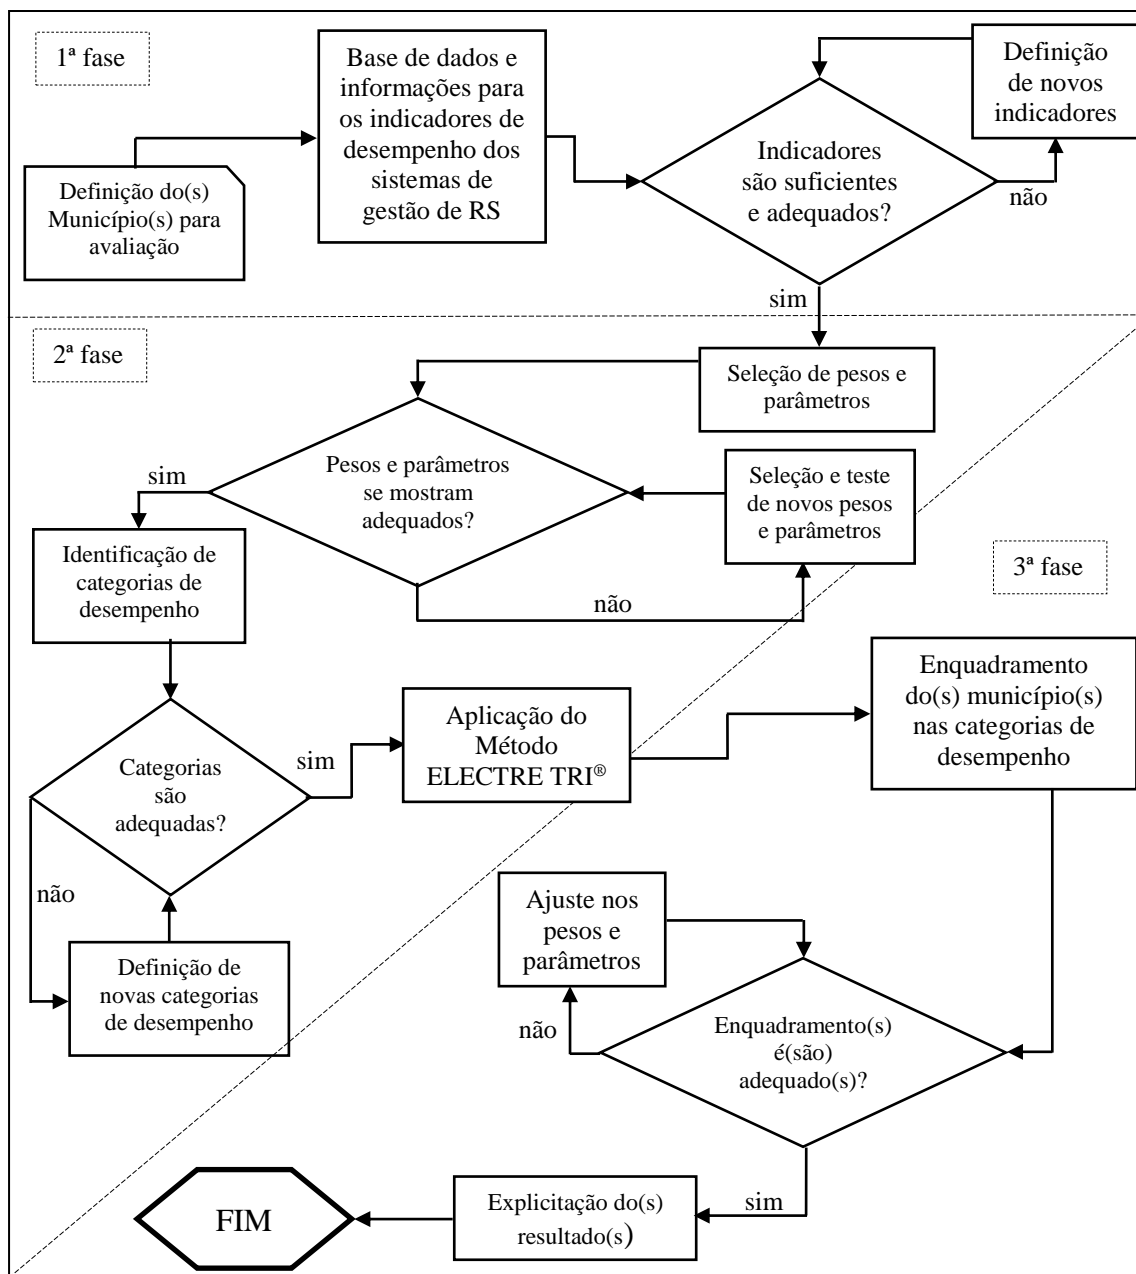 1ª fase
Definição do(s)
Município(s) para
avaliação
Base de dados e
informações para
os indicadores de
desempenho dos
sistemas de
gestão de RS
Indicadores
são suficientes
e adequados?
Definição
de novos
indicadores
não
sim
2ª fase
Seleção de pesos e
parâmetros
Pesos e parâmetros
se mostram
adequados?
sim
Seleção e teste
de novos pesos
e parâmetros
não
Identificação de
categorias de
desempenho
Categorias
são
adequadas?
sim
não
Definição de
novas categorias
de desempenho
Aplicação do
Método
ELECTRE TRI®
3ª fase
Enquadramento
do(s) município(s)
nas categorias de
desempenho
Ajuste nos
pesos e
parâmetros
não
Enquadramento(s)
é(são)
adequado(s)?
sim
Explicitação do(s)
resultado(s)
FIM